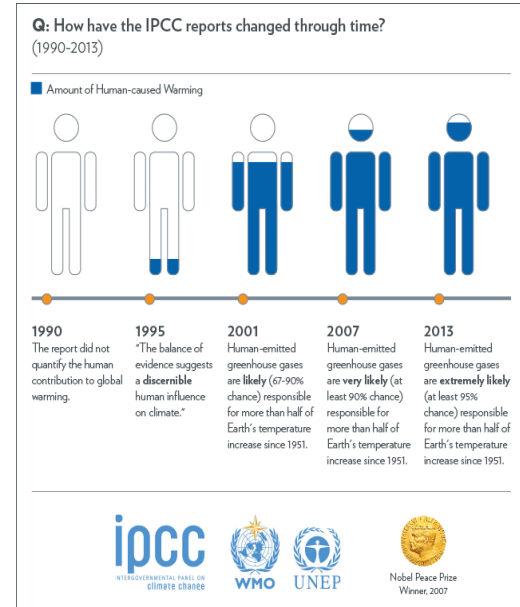 Q: How have the IPCC reports changed through time?
(1990-2013)
Amount of Human-caused Warming
1990
The report did not
quantify the human
contribution to global
warming.
1995
"The balance of
evidence suggests
a discernible
human influence
on climate."
2001
Human-emitted
greenhouse gases
are likely (67-90%
chance) responsible
for more than half of
Earth's temperature
increase since 1951.
2007
Human-emitted
greenhouse gases
are very likely (at
least 90% chance)
responsible for
more than half of
Earth's temperature
increase since 1951.
2013
Human-emitted
greenhouse gases
are extremely likely
(at least 95%
chance) responsible
for more than half of
Earth's temperature
increase since 1951.
ipcc
INTERGOVERNMENTAL PANEL ON
climate change
WMO
UNEP
Nobel Peace Prize
Winner, 2007